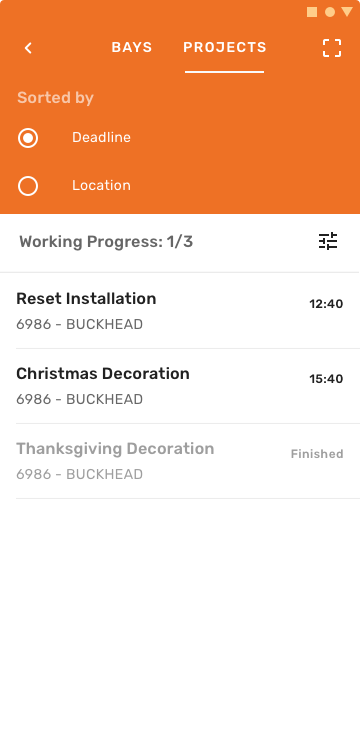 BAYS PROJECTS
Sorted by
Deadline
Location
Working Progress: 1/3
Reset Installation
12:40
6986 - BUCKHEAD
Christmas Decoration
15:40
6986 - BUCKHEAD
Thanksgiving Decoration
Finished
6986 - BUCKHEAD